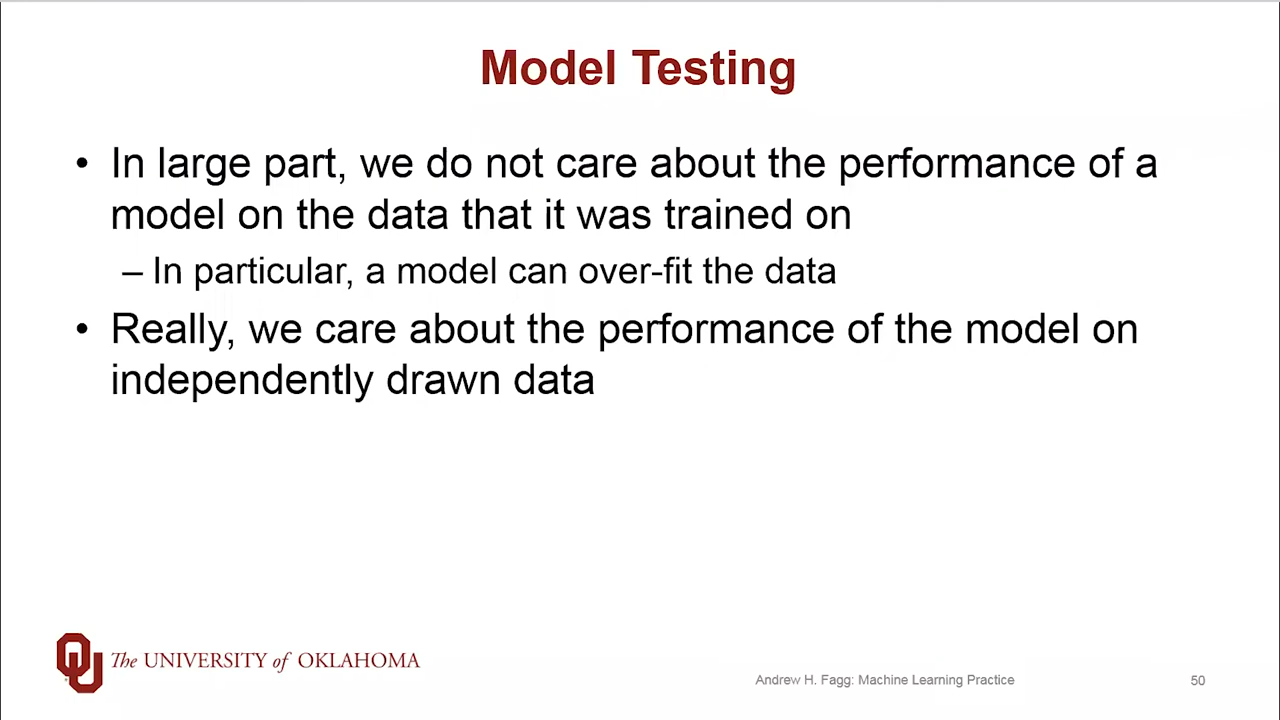 Model Testing
• In large part, we do not care about the performance of a
model on the data that it was trained on
– In particular, a model can over-fit the data
• Really, we care about the performance of the model on
independently drawn data
OU The UNIVERSITY of OKLAHOMA
Andrew H. Fagg: Machine Learning Practice
50